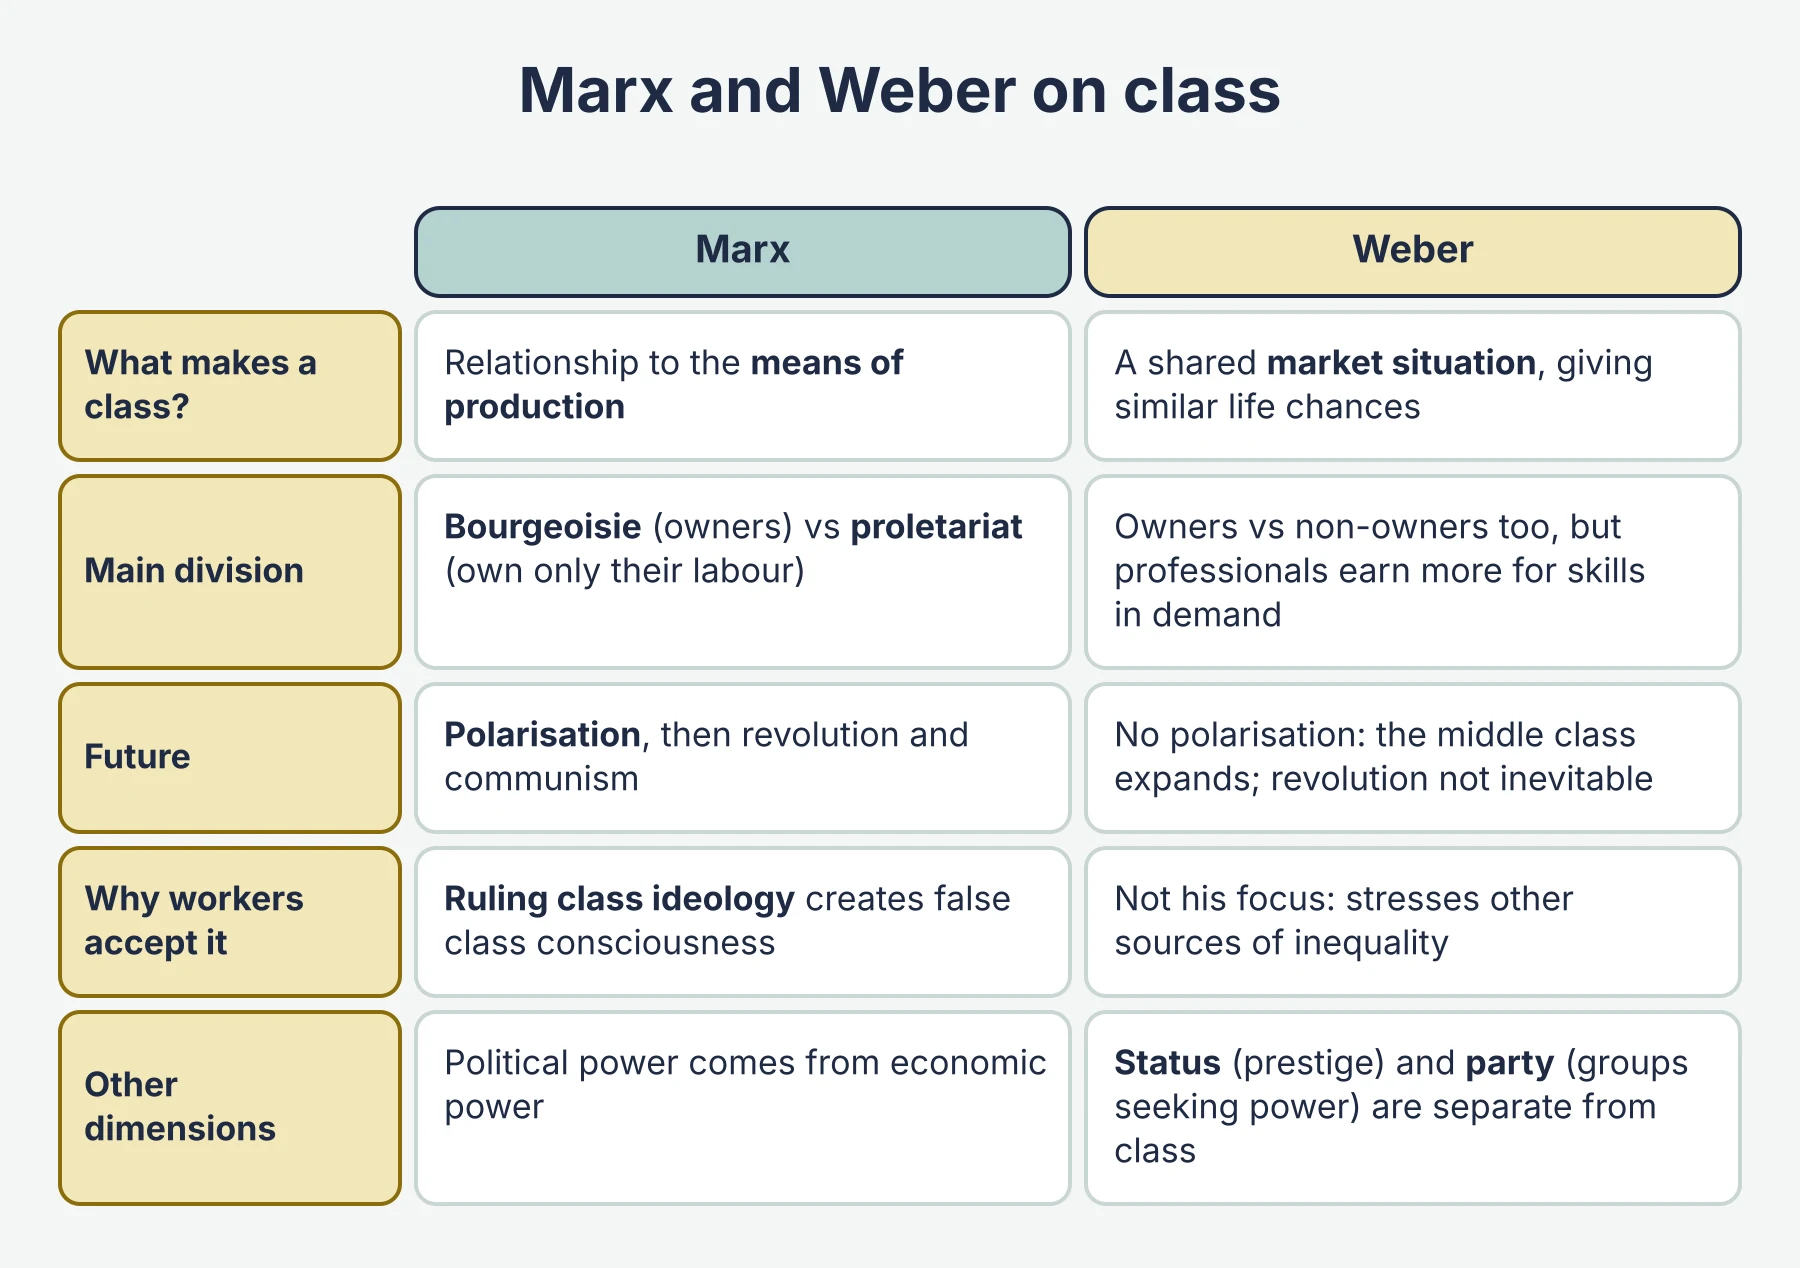 Marx and Weber on class
Marx
Weber
What makes a
class?
Relationship to the means of
production
A shared market situation, giving
similar life chances
Main division
Bourgeoisie (owners) vs proletariat
(own only their labour)
Owners vs non-owners too, but
professionals earn more for skills
in demand
Future
Polarisation, then revolution and
communism
No polarisation: the middle class
expands; revolution not inevitable
Why workers
accept it
Ruling class ideology creates false
class consciousness
Not his focus: stresses other
sources of inequality
Other
dimensions
Political power comes from economic
power
Status (prestige) and party (groups
seeking power) are separate from
class